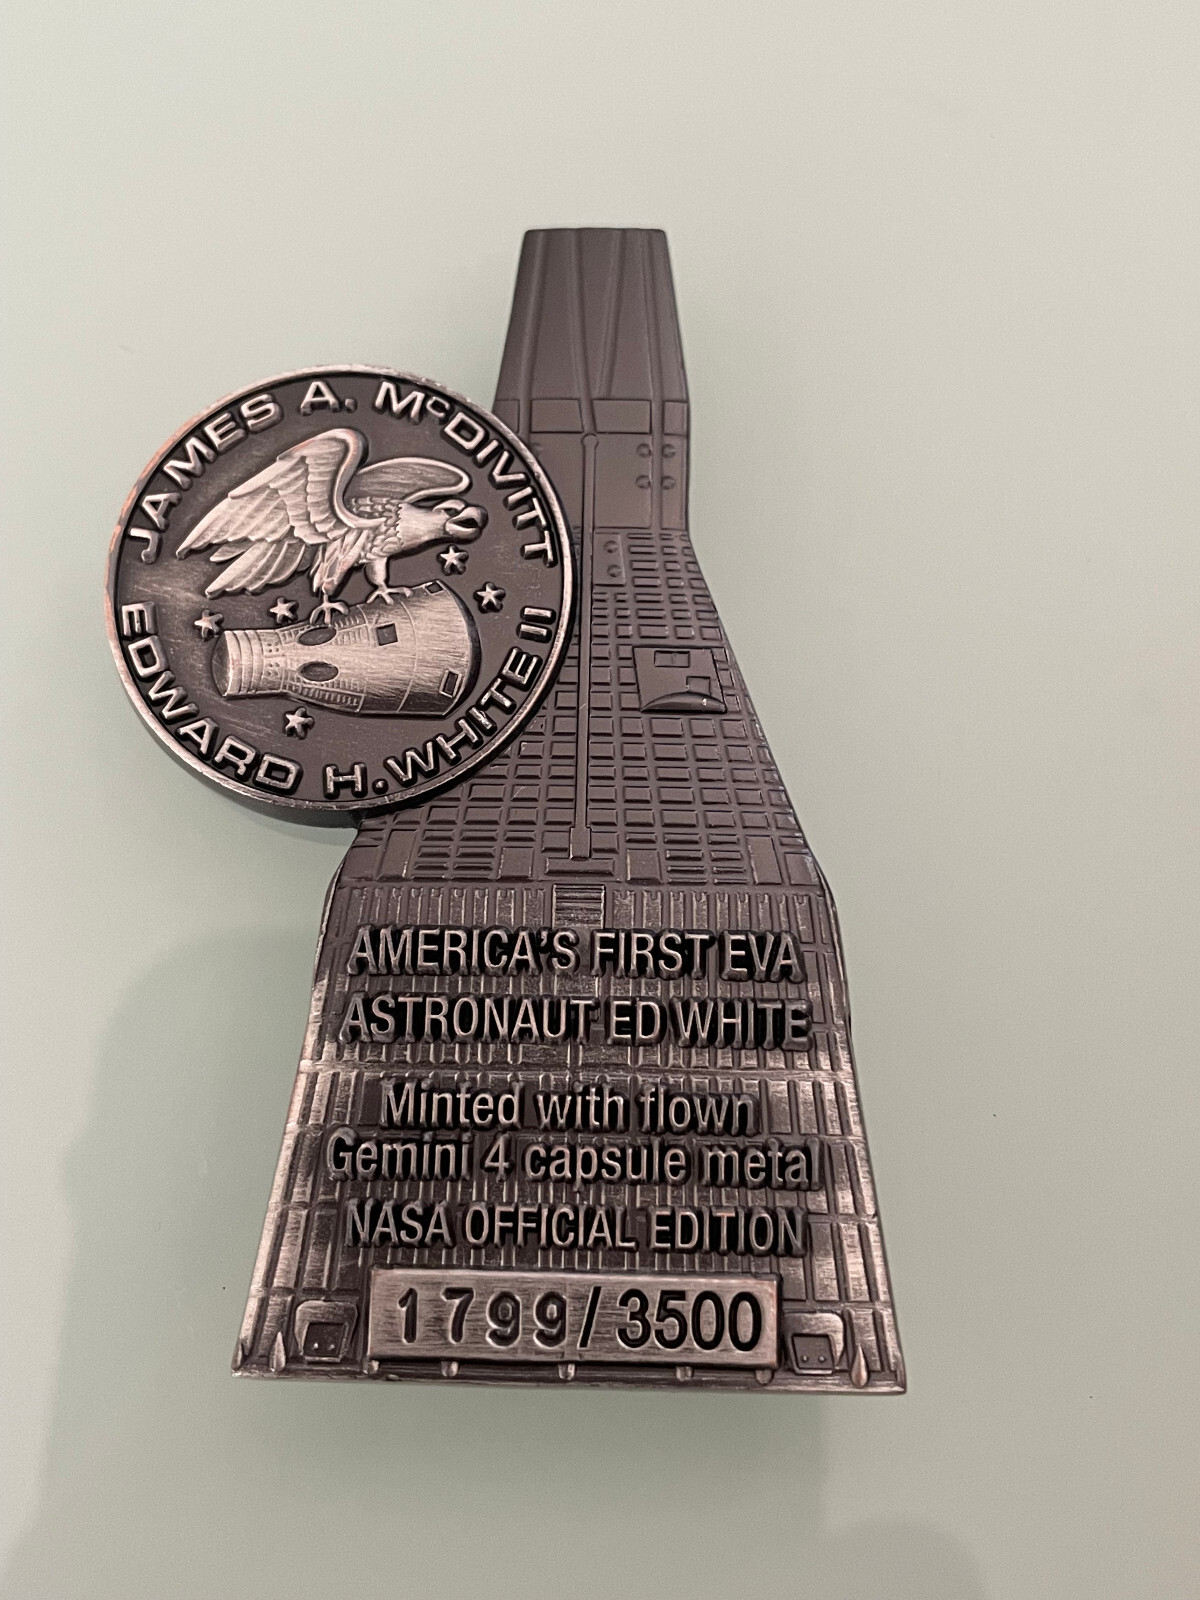 JAMES A. McDIVITT
EDWARD H. WHITE II
AMERICA'S FIRST EVA
ASTRONAUT ED WHITE
Minted with flown
Gemini 4 capsule metal
NASA OFFICIAL EDITION
1799/3500